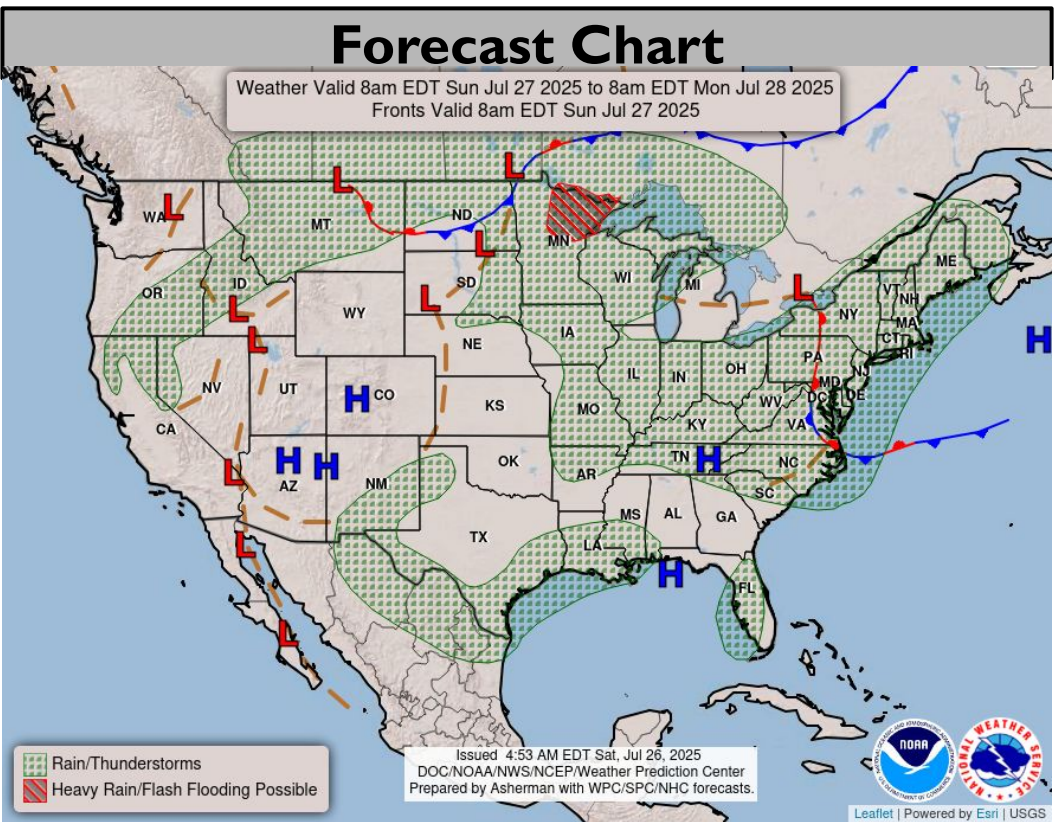 Forecast Chart
Weather Valid 8am EDT Sun Jul 27 2025 to 8am EDT Mon Jul 28 2025
Fronts Valid 8am EDT Sun Jul 27 2025
L
L
L
WA
MT
ND
MN
L
OR
ID
SD
WI
MI
L
ME
VT
NH
L
L
WY
IA
NY
MA
CT
RI
H
L
NE
NV
UT
H
CO
KS
MO
IL
IN
OH
PA
NJ
MD
DC
DE
WV
VA
KY
CA
L
H
H
AZ
NM
OK
AR
TN
H
NC
SC
TX
MS
AL
GA
LA
L
H
FL
L
Rain/Thunderstorms
Heavy Rain/Flash Flooding Possible
Issued 4:53 AM EDT Sat, Jul 26, 2025
DOC/NOAA/NWS/NCEP/Weather Prediction Center
Prepared by Asherman with WPC/SPC/NHC forecasts.
NOAA
NATIONAL WEATHER SERVICE
Leaflet | Powered by Esri | USGS